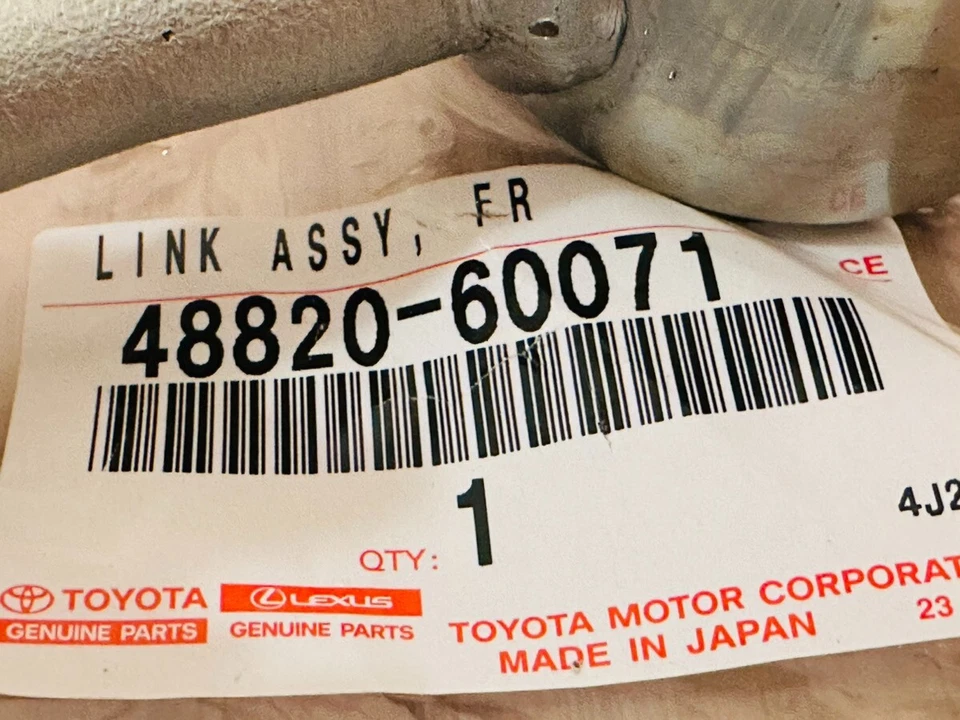 LINK ASSY, FR
48820-60071
CE
1
4J2
QTY:
TOYOTA
LEXUS
GENUINE PARTS
GENUINE PARTS
TOYOTA MOTOR CORPORAT
23
MADE IN JAPAN